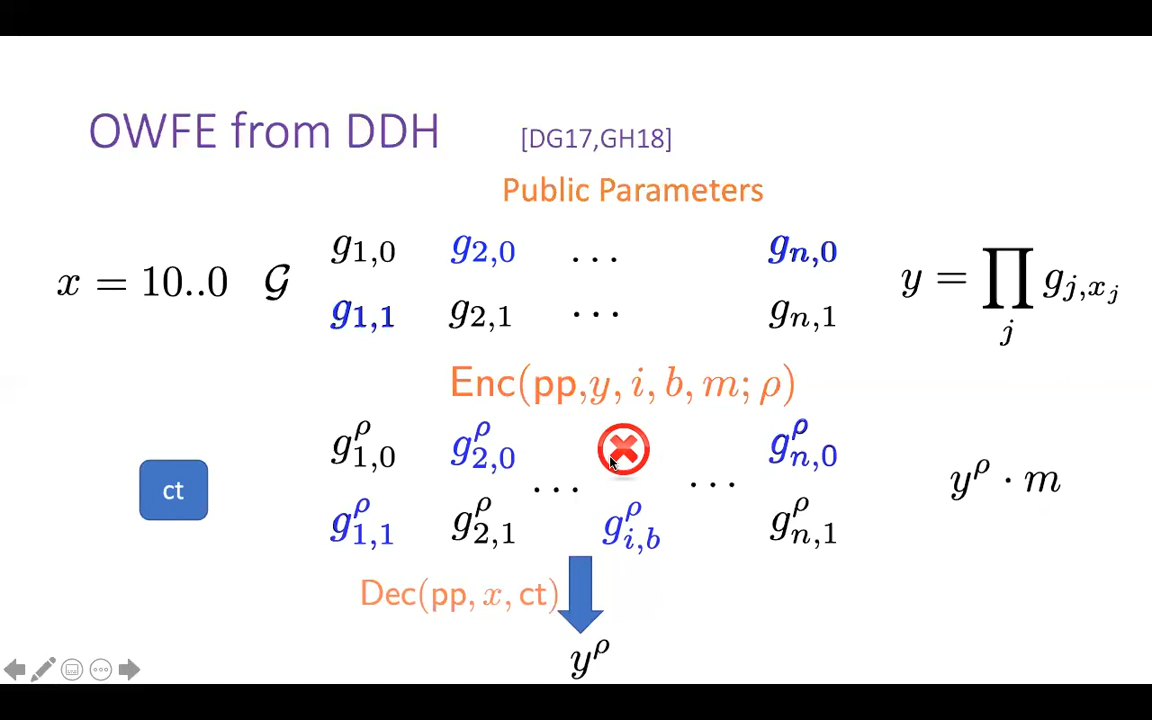 OWFE from DDH [DG17,GH18]
Public Parameters
x = 10..0 𝒢 g_{1,0} g_{2,0} ... g_{n,0} y = ∏_j g_{j,x_j}
g_{1,1} g_{2,1} ... g_{n,1}
Enc(pp,y, i, b, m; ρ)
g^ρ_{1,0} g^ρ_{2,0} g^ρ_{n,0}
ct ... ... y^ρ · m
g^ρ_{1,1} g^ρ_{2,1} g^ρ_{i,b} g^ρ_{n,1}
Dec(pp, x, ct)
y^ρ